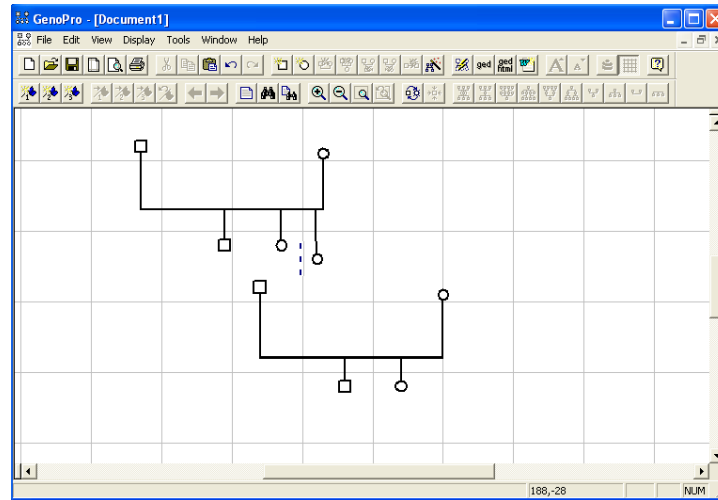 GenoPro - [Document1]
File Edit View Display Tools Window Help
ged ged html A A
188,-28 NUM